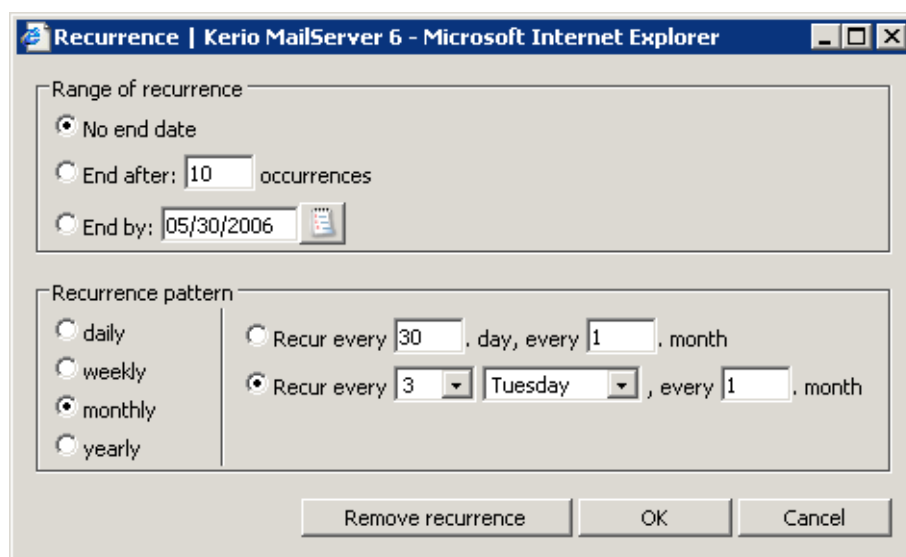 Recurrence | Kerio MailServer 6 - Microsoft Internet Explorer
Range of recurrence
No end date
End after: 10 occurrences
End by: 05/30/2006
Recurrence pattern
daily
weekly
monthly
yearly
Recur every 30 . day, every 1 . month
Recur every 3 Tuesday , every 1 . month
Remove recurrence OK Cancel